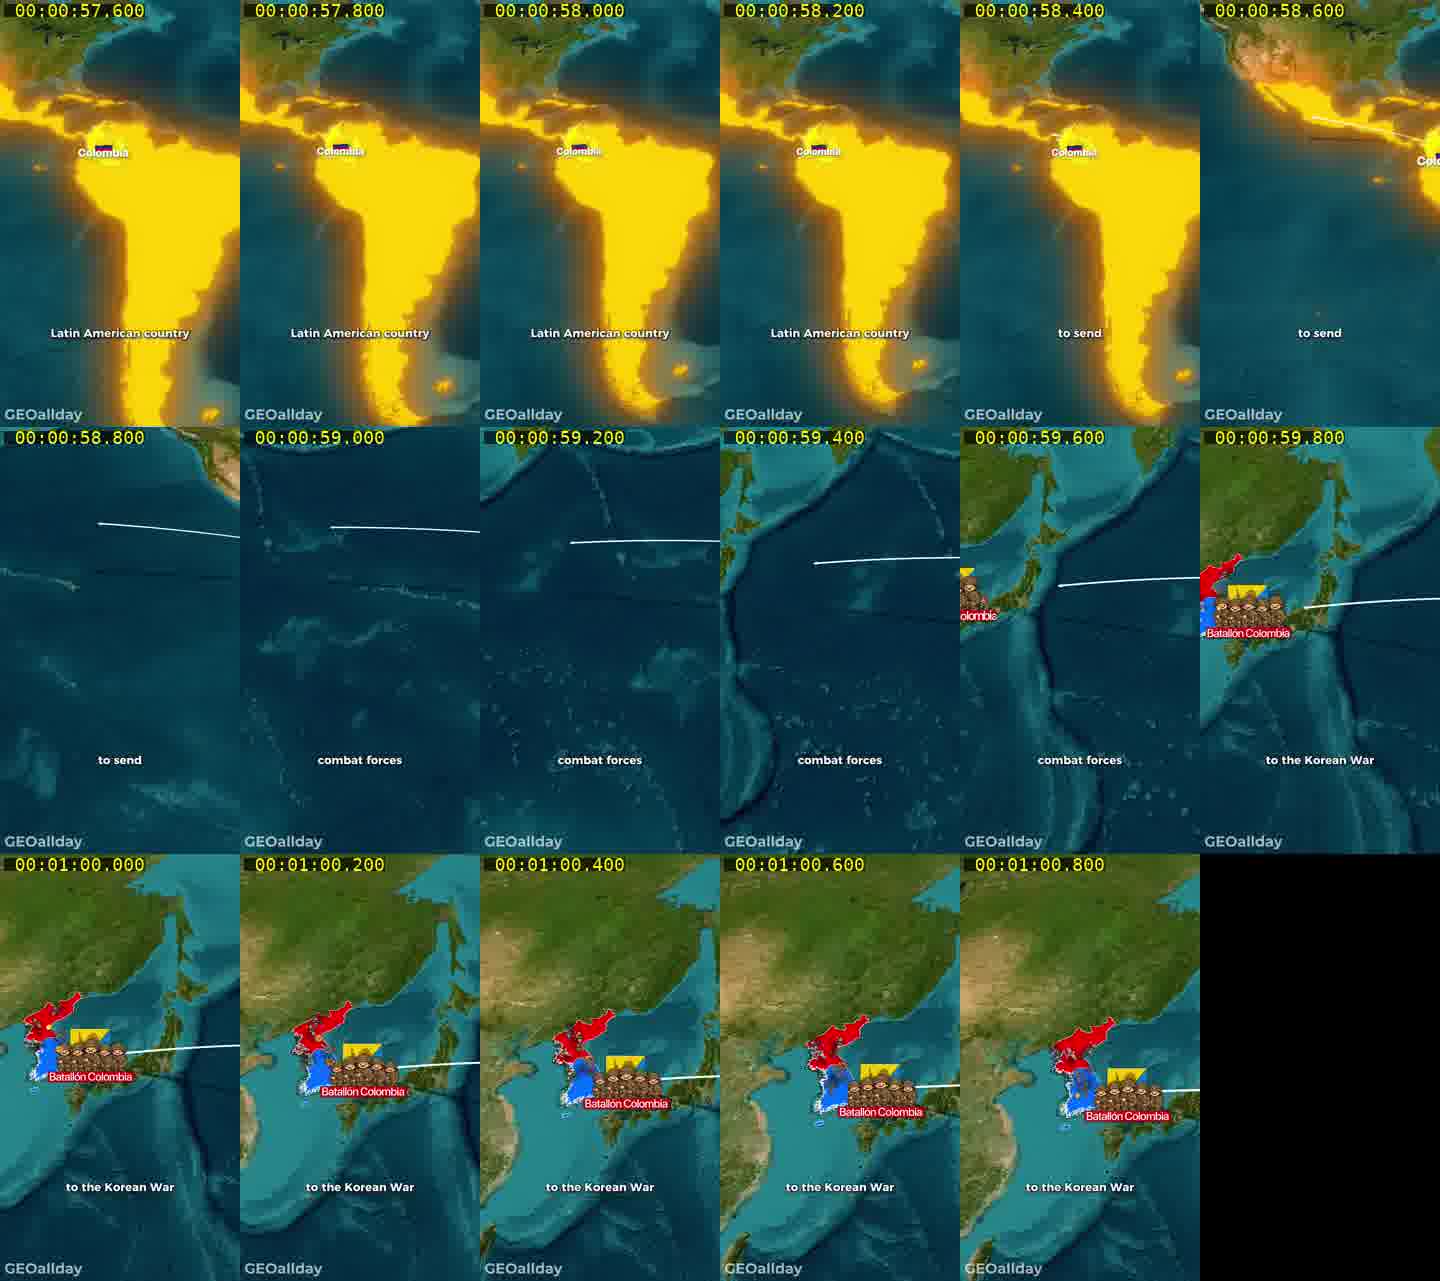 00:00:57.600
Colombia
Latin American country
GEOallday
00:00:57.800
Colombia
Latin American country
GEOallday
00:00:58.000
Colombia
Latin American country
GEOallday
00:00:58.200
Colombia
Latin American country
GEOallday
00:00:58.400
Colombia
to send
GEOallday
00:00:58.600
Colo
to send
GEOallday
00:00:58.800
to send
GEOallday
00:00:59.000
combat forces
GEOallday
00:00:59.200
combat forces
GEOallday
00:00:59.400
combat forces
GEOallday
00:00:59.600
olombia
combat forces
GEOallday
00:00:59.800
Batallón Colombia
to the Korean War
GEOallday
00:01:00.000
Batallón Colombia
to the Korean War
GEOallday
00:01:00.200
Batallón Colombia
to the Korean War
GEOallday
00:01:00.400
Batallón Colombia
to the Korean War
GEOallday
00:01:00.600
Batallón Colombia
to the Korean War
GEOallday
00:01:00.800
Batallón Colombia
to the Korean War
GEOallday